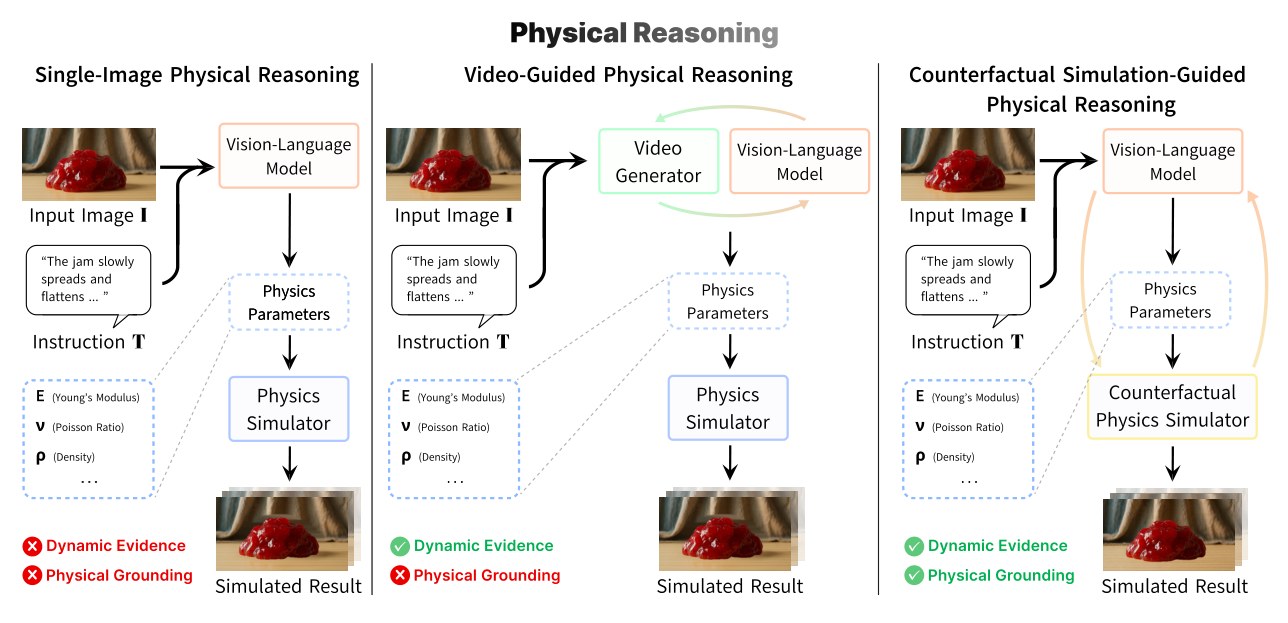 Physical Reasoning
Single-Image Physical Reasoning
Vision-Language
Model
Input Image I
“The jam slowly
spreads and
flattens ... ”
Instruction T
Physics
Parameters
E (Young's Modulus)
ν (Poisson Ratio)
ρ (Density)
...
Physics
Simulator
Dynamic Evidence
Physical Grounding
Simulated Result
Video-Guided Physical Reasoning
Video
Generator
Vision-Language
Model
Input Image I
“The jam slowly
spreads and
flattens ... ”
Instruction T
Physics
Parameters
E (Young's Modulus)
ν (Poisson Ratio)
ρ (Density)
...
Physics
Simulator
Dynamic Evidence
Physical Grounding
Simulated Result
Counterfactual Simulation-Guided
Physical Reasoning
Vision-Language
Model
Input Image I
“The jam slowly
spreads and
flattens ... ”
Instruction T
Physics
Parameters
E (Young's Modulus)
ν (Poisson Ratio)
ρ (Density)
...
Counterfactual
Physics Simulator
Dynamic Evidence
Physical Grounding
Simulated Result